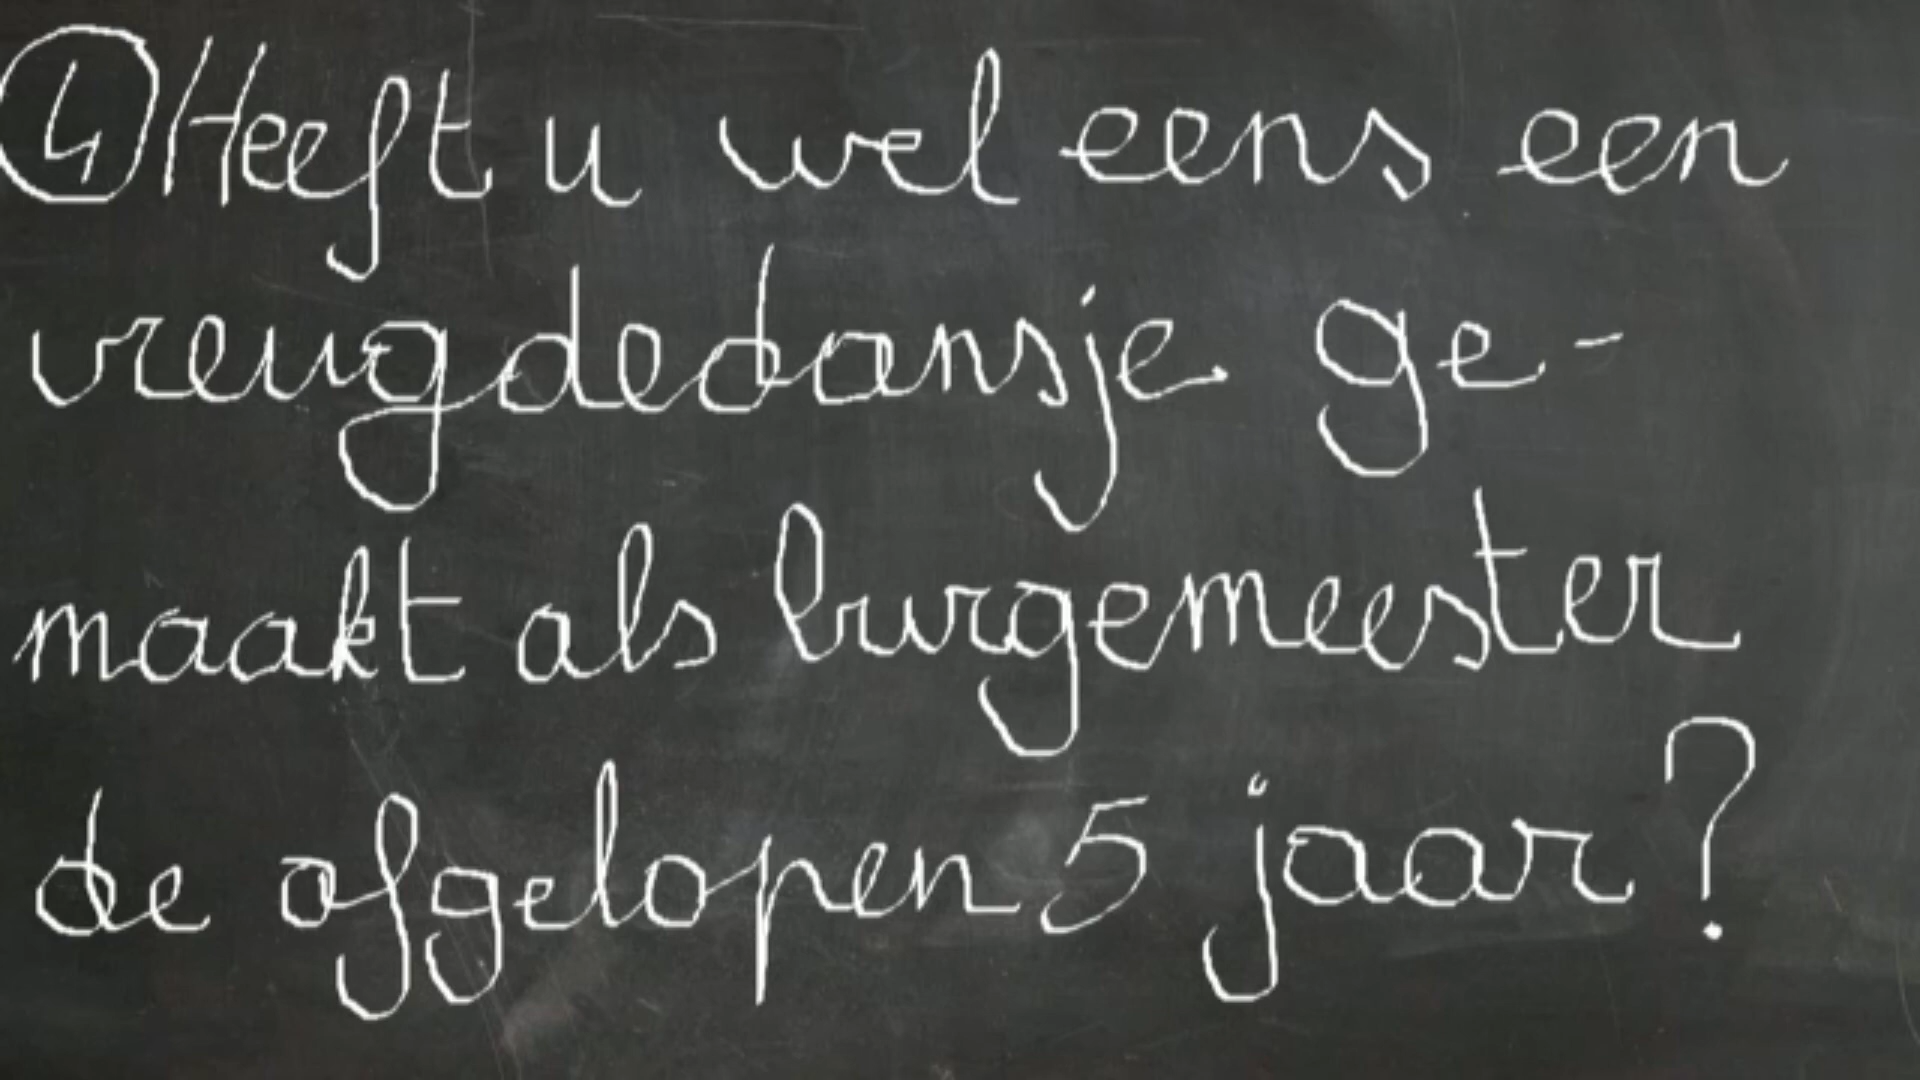 ④ Heeft u wel eens een
vreugdedansje ge-
maakt als burgemeester
de afgelopen 5 jaar?